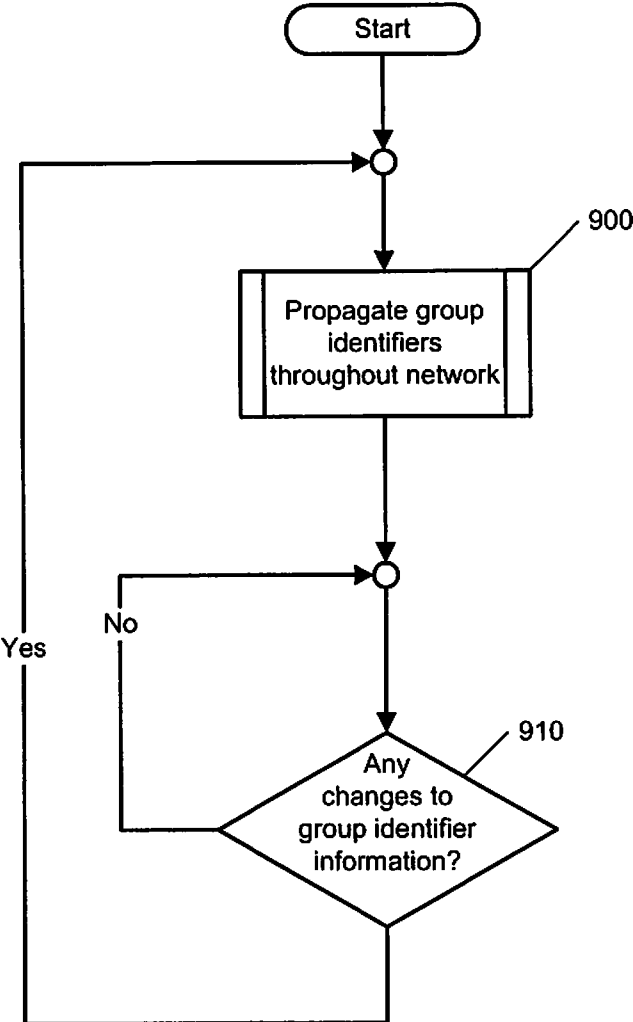 Start
900
Propagate group
identifiers
throughout network
No
Yes
910
Any
changes to
group identifier
information?